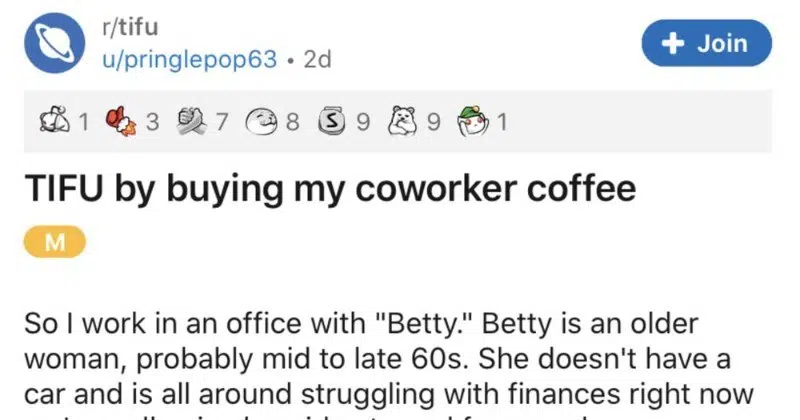 r/tifu
u/pringlepop63 • 2d
+ Join
1 3 7 8 S 9 9 1
TIFU by buying my coworker coffee
M
So I work in an office with "Betty." Betty is an older
woman, probably mid to late 60s. She doesn't have a
car and is all around struggling with finances right now